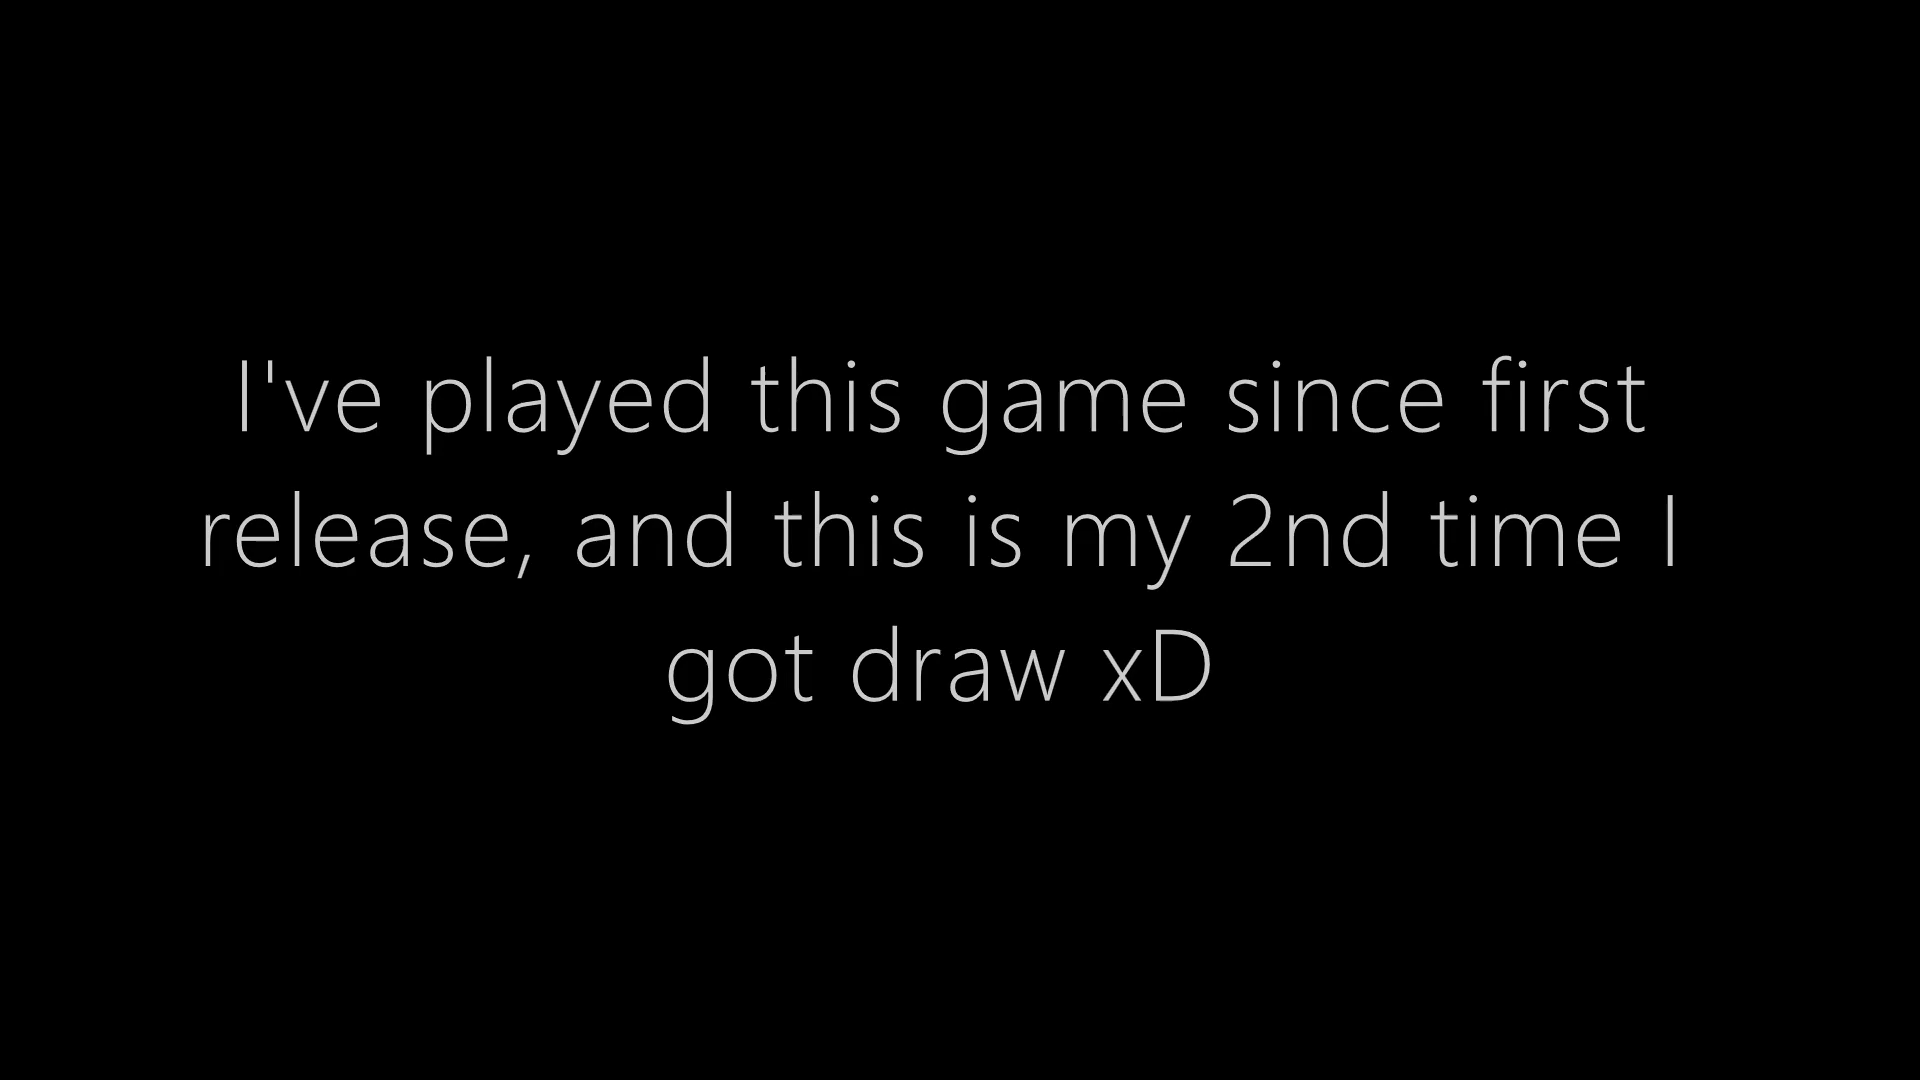 I've played this game since first
release, and this is my 2nd time I
got draw xD